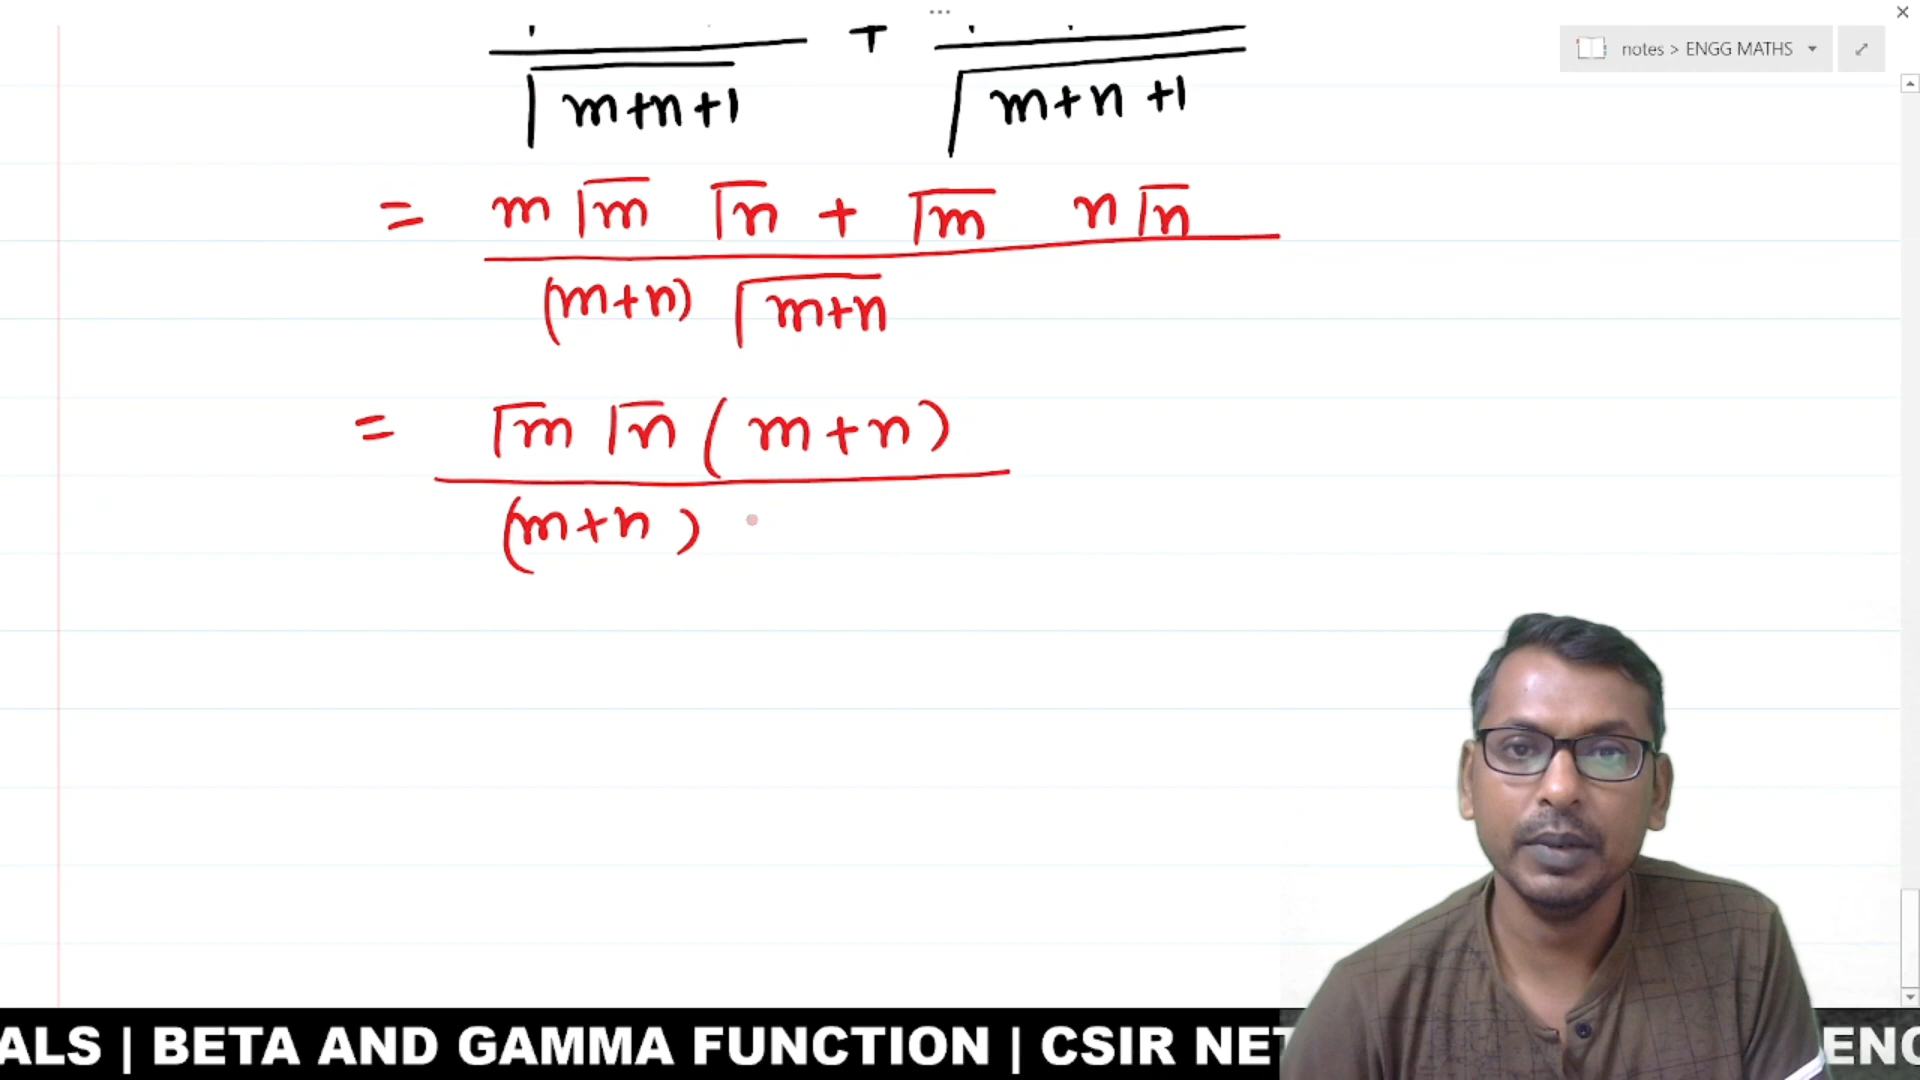 notes > ENGG MATHS
+
Γm+n+1 Γm+n+1
= mΓm Γn + Γm nΓn
(m+n) Γm+n
= Γm Γn (m+n)
(m+n)
ALS | BETA AND GAMMA FUNCTION | CSIR NET ENG